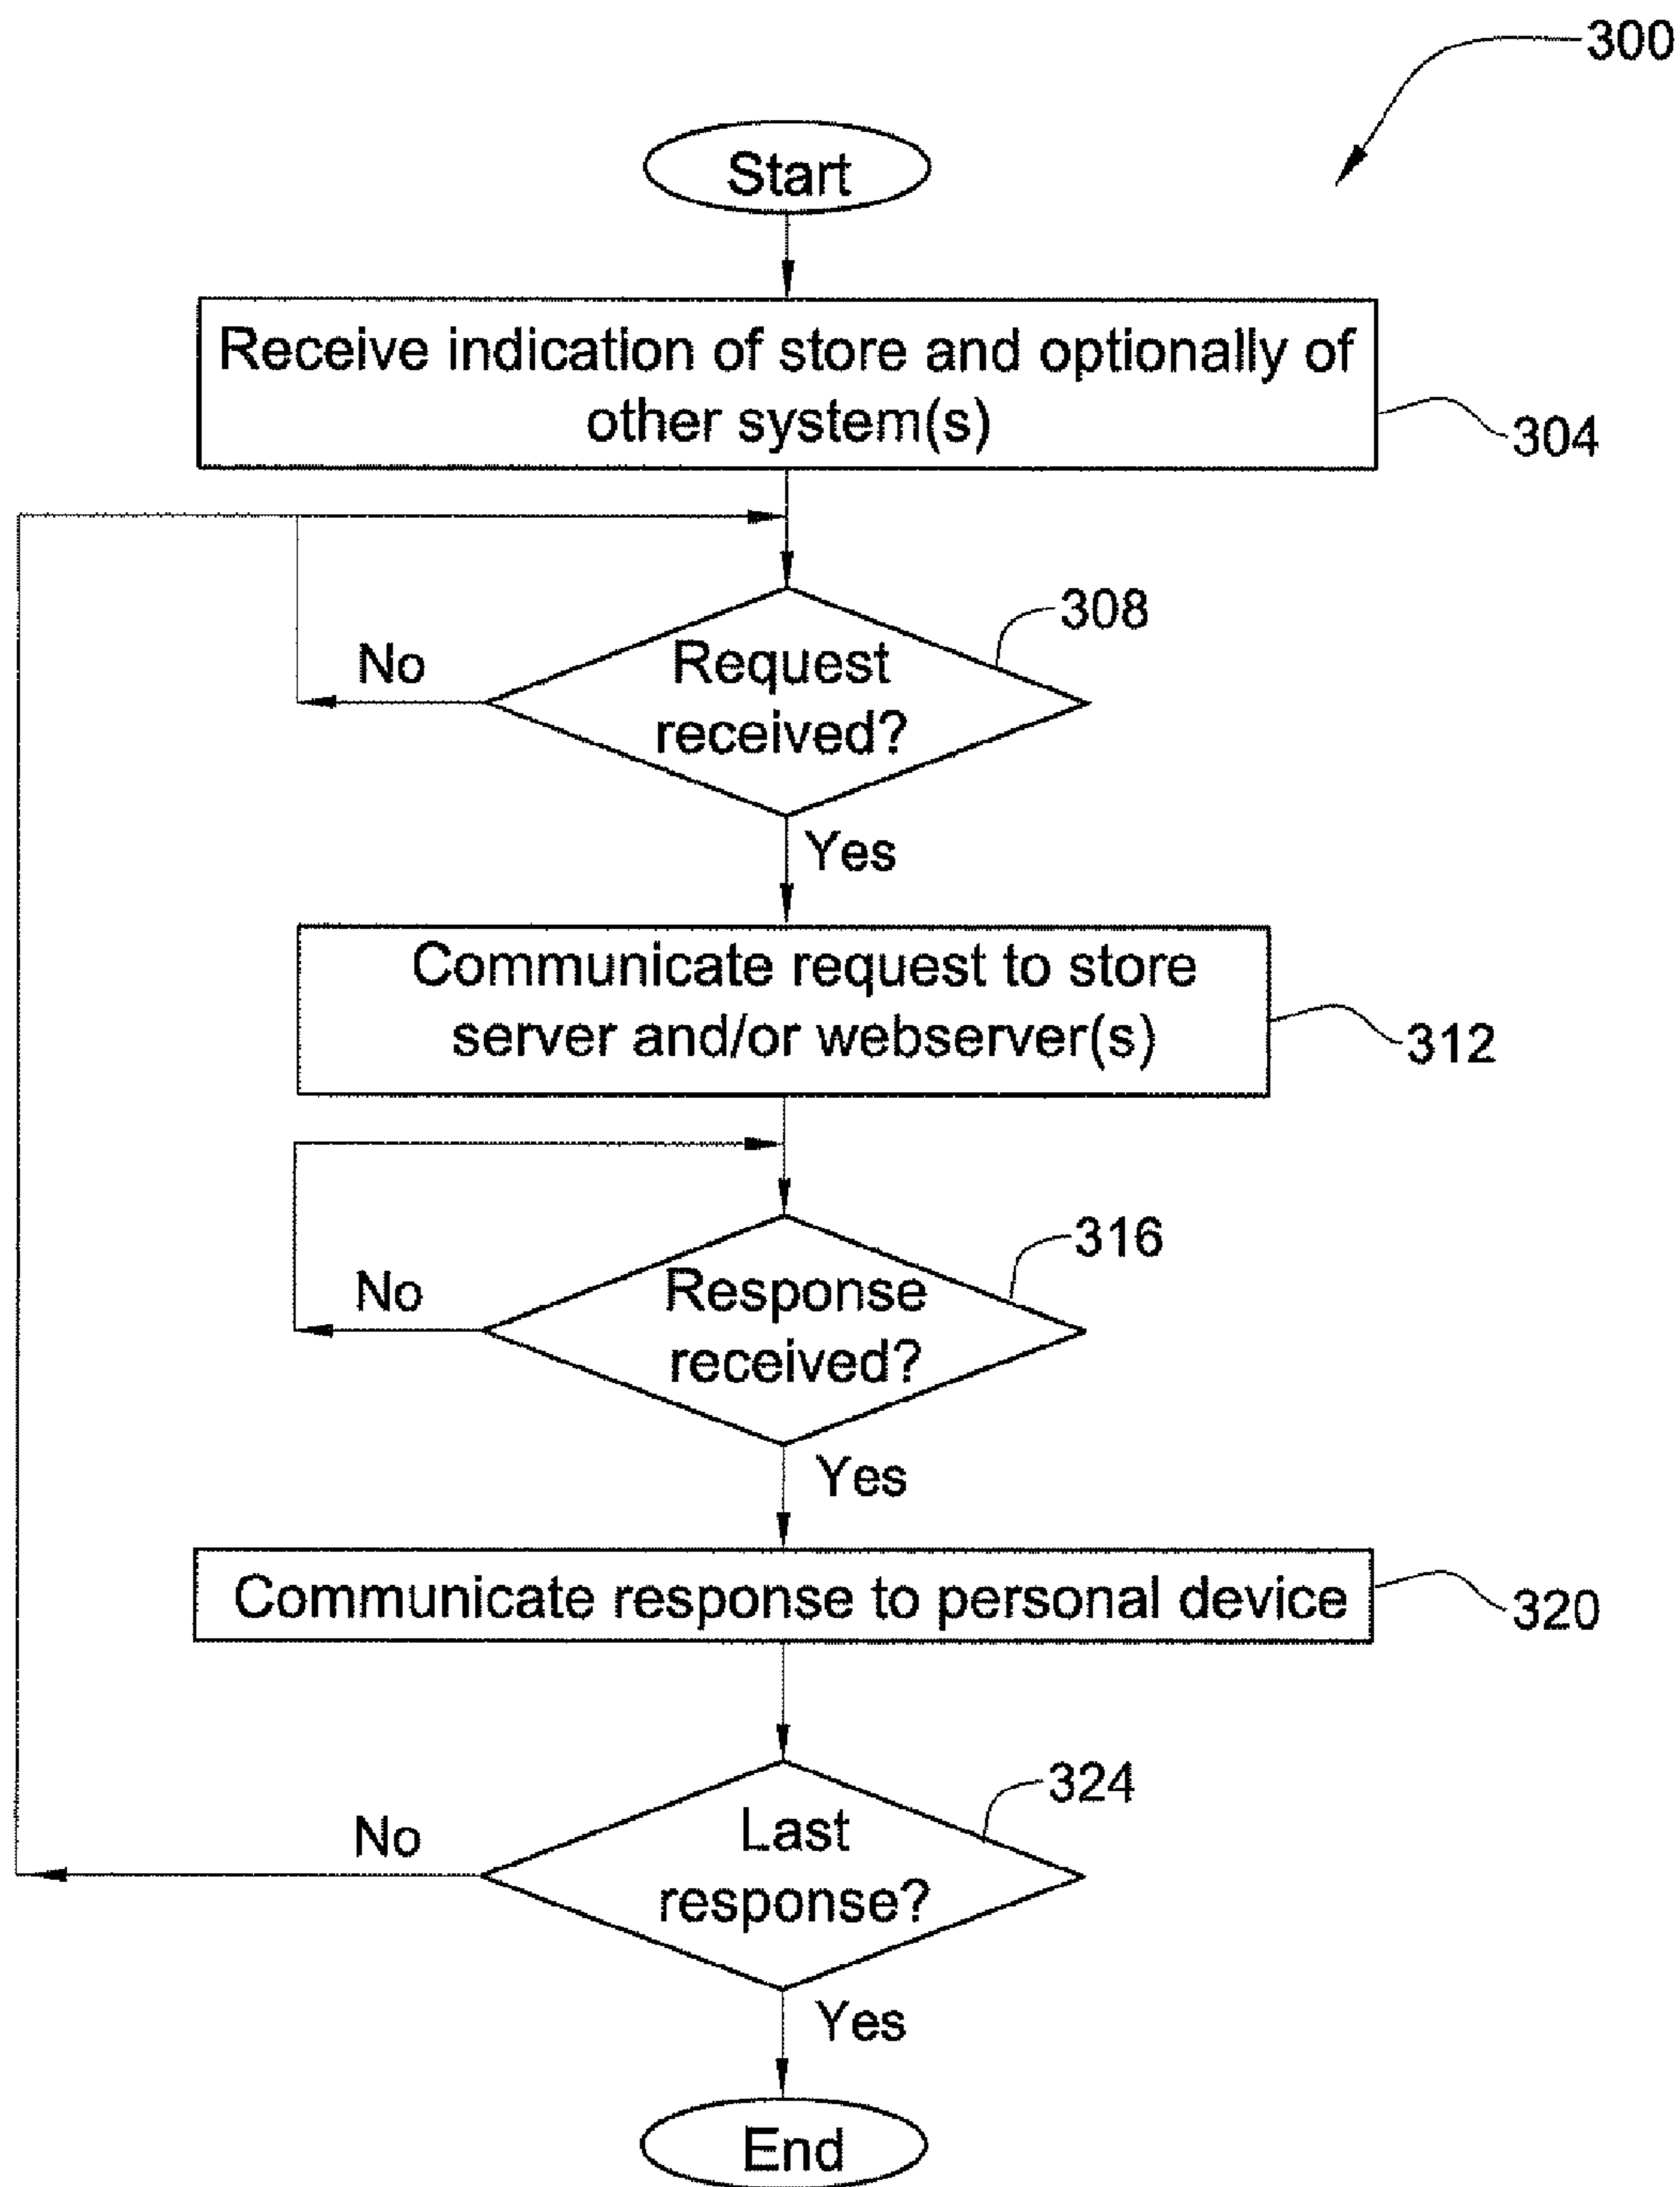 300
Start
Receive indication of store and optionally of
other system(s)
304
308
No
Request
received?
Yes
Communicate request to store
server and/or webserver(s)
312
316
No
Response
received?
Yes
Communicate response to personal device
320
324
No
Last
response?
Yes
End